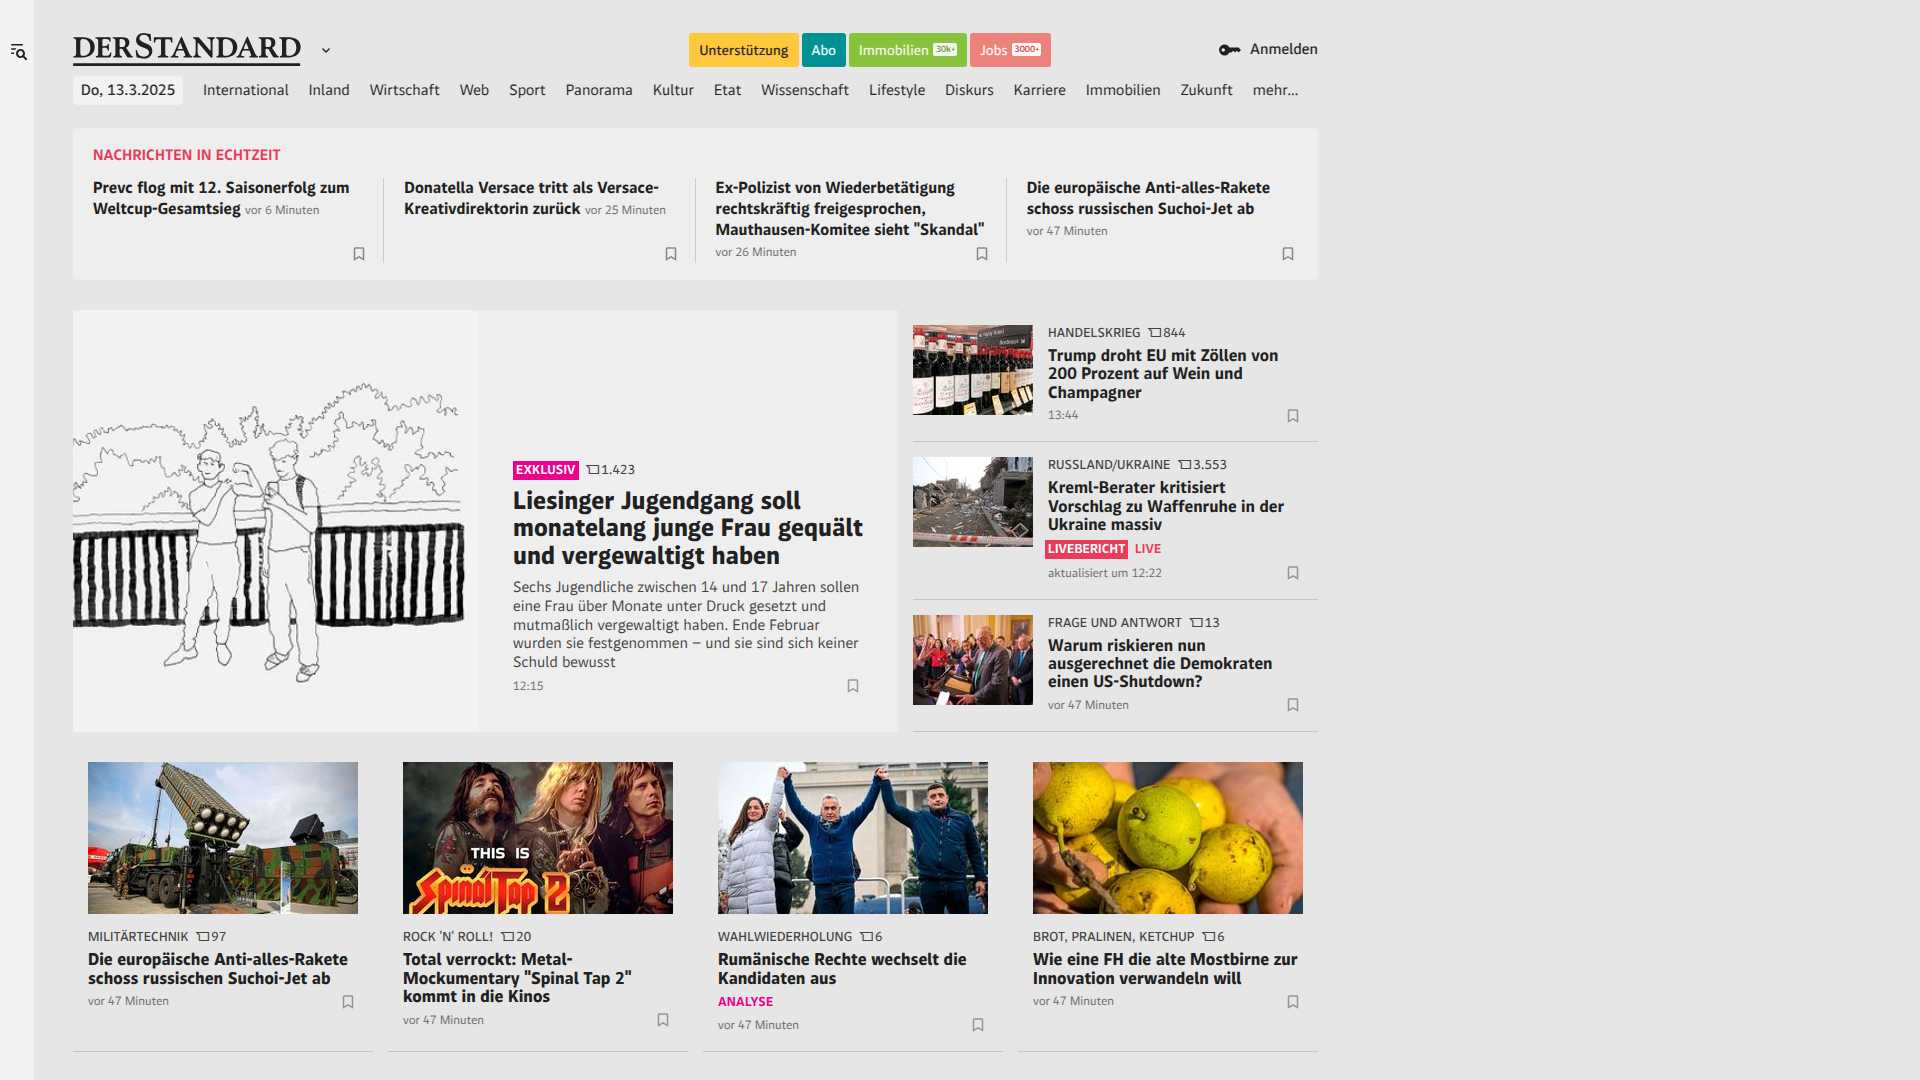 DERSTANDARD
Unterstützung
Abo
Immobilien 30k+
Jobs 3000+
Anmelden
Do, 13.3.2025
International
Inland
Wirtschaft
Web
Sport
Panorama
Kultur
Etat
Wissenschaft
Lifestyle
Diskurs
Karriere
Immobilien
Zukunft
mehr...
NACHRICHTEN IN ECHTZEIT
Prevc flog mit 12. Saisonerfolg zum
Weltcup-Gesamtsieg vor 6 Minuten
Donatella Versace tritt als Versace-
Kreativdirektorin zurück vor 25 Minuten
Ex-Polizist von Wiederbetätigung
rechtskräftig freigesprochen,
Mauthausen-Komitee sieht "Skandal"
vor 26 Minuten
Die europäische Anti-alles-Rakete
schoss russischen Suchoi-Jet ab
vor 47 Minuten
EXKLUSIV 1.423
Liesinger Jugendgang soll
monatelang junge Frau gequält
und vergewaltigt haben
Sechs Jugendliche zwischen 14 und 17 Jahren sollen
eine Frau über Monate unter Druck gesetzt und
mutmaßlich vergewaltigt haben. Ende Februar
wurden sie festgenommen – und sie sind sich keiner
Schuld bewusst
12:15
HANDELSKRIEG 844
Trump droht EU mit Zöllen von
200 Prozent auf Wein und
Champagner
13:44
RUSSLAND/UKRAINE 3.553
Kreml-Berater kritisiert
Vorschlag zu Waffenruhe in der
Ukraine massiv
LIVEBERICHT LIVE
aktualisiert um 12:22
FRAGE UND ANTWORT 13
Warum riskieren nun
ausgerechnet die Demokraten
einen US-Shutdown?
vor 47 Minuten
MILITÄRTECHNIK 97
Die europäische Anti-alles-Rakete
schoss russischen Suchoi-Jet ab
vor 47 Minuten
THIS IS
Spın̈al Tap 2
ROCK 'N' ROLL! 20
Total verrockt: Metal-
Mockumentary "Spinal Tap 2"
kommt in die Kinos
vor 47 Minuten
WAHLWIEDERHOLUNG 6
Rumänische Rechte wechselt die
Kandidaten aus
ANALYSE
vor 47 Minuten
BROT, PRALINEN, KETCHUP 6
Wie eine FH die alte Mostbirne zur
Innovation verwandeln will
vor 47 Minuten